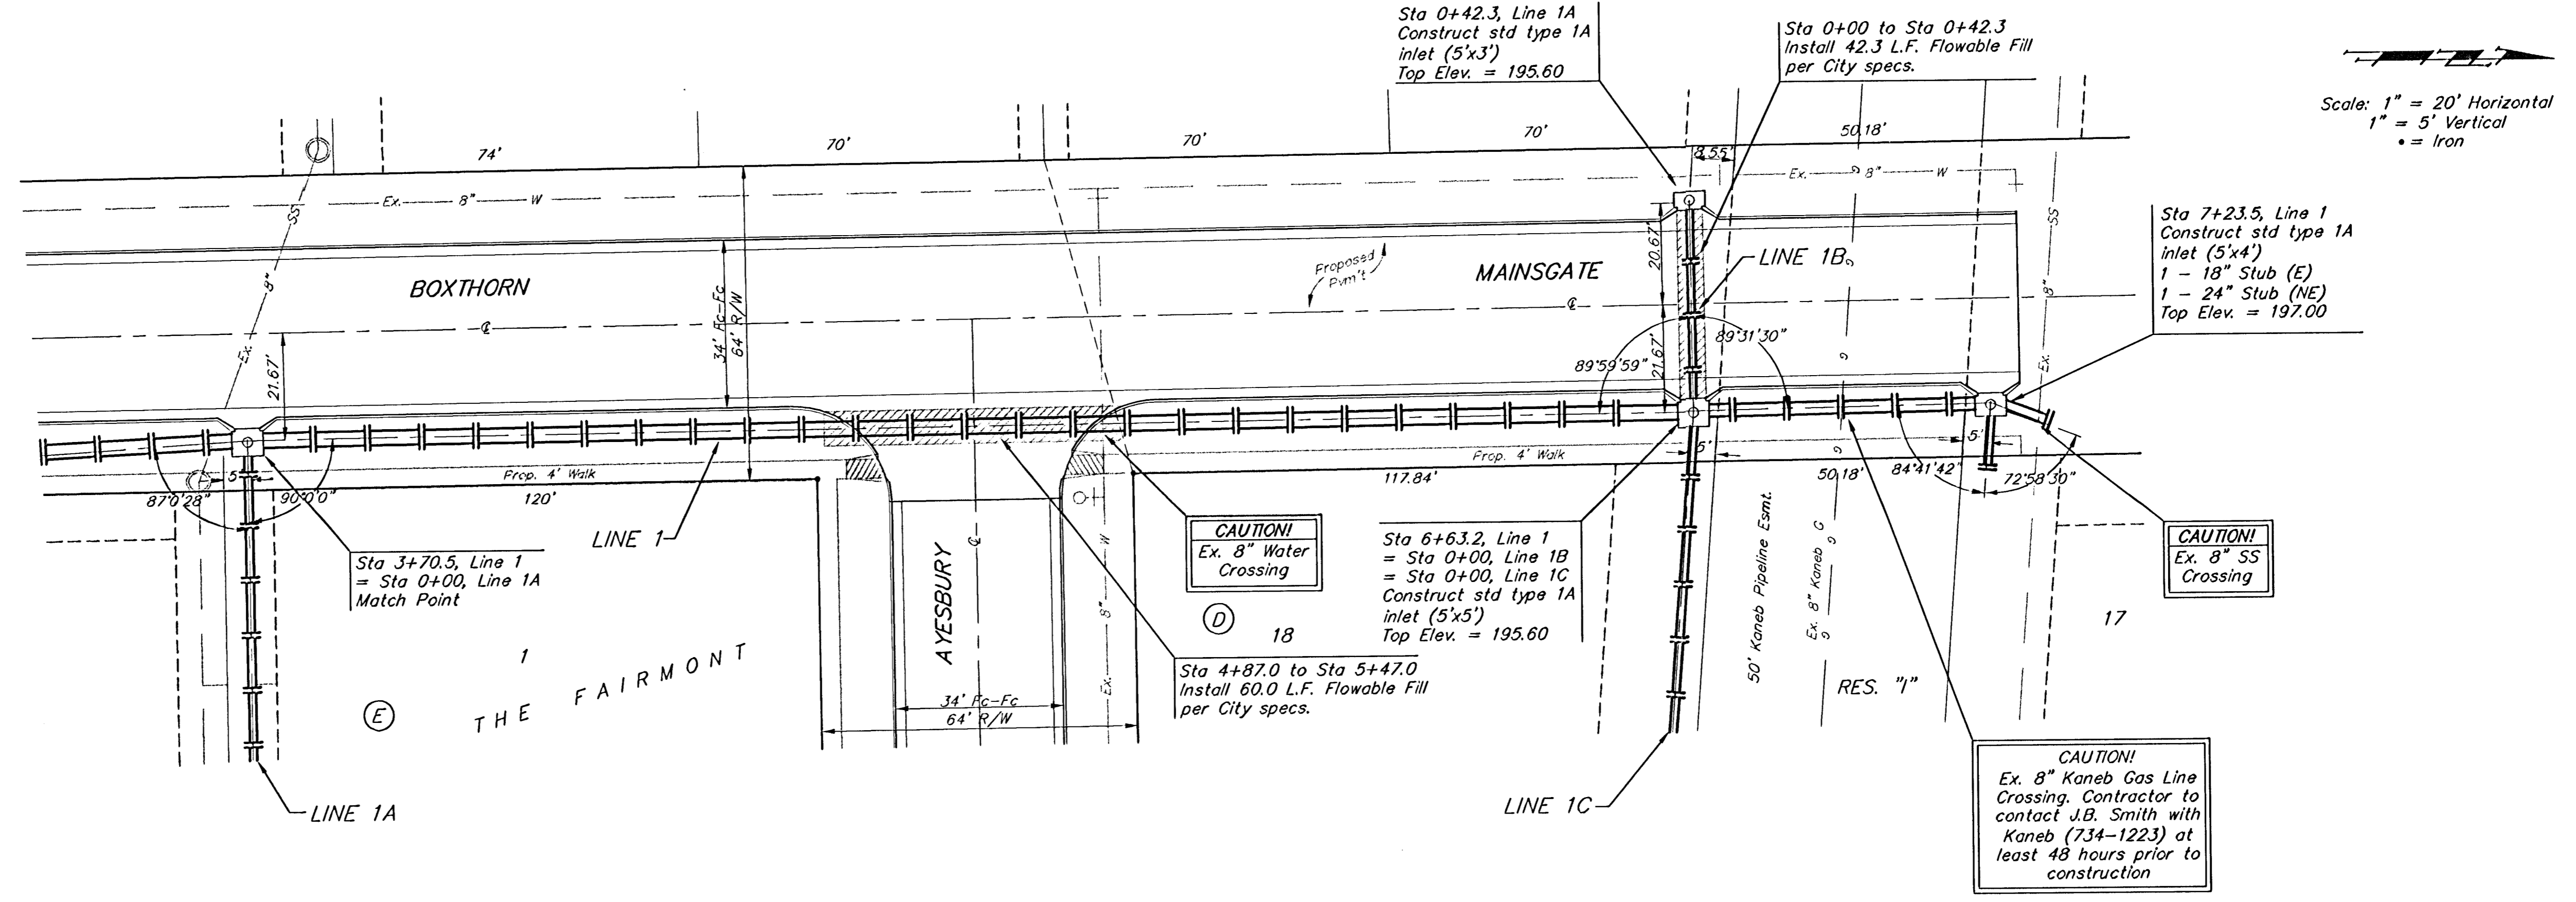 Sta 0+42.3, Line 1A
Construct std type 1A
inlet (5'x3')
Top Elev. = 195.60
Sta 0+00 to Sta 0+42.3
Install 42.3 L.F. Flowable Fill
per City specs.
Scale: 1" = 20' Horizontal
1" = 5' Vertical
• = Iron
74'
70'
70'
70'
50.18'
8.55'
Ex. 8" W
Ex. 8" W
Ex. 8" SS
Ex. 8" SS
BOXTHORN
MAINSGATE
Proposed
Pvm't
LINE 1B
20.67'
21.67'
21.67'
34' Fc-Fc
64' R/W
89°59'59"
89°31'30"
Sta 7+23.5, Line 1
Construct std type 1A
inlet (5'x4')
1 - 18" Stub (E)
1 - 24" Stub (NE)
Top Elev. = 197.00
5'
87°0'28"
90°0'0"
Prop. 4' Walk
120'
Prop. 4' Walk
117.84'
5'
50.18'
5'
84°41'42"
72°58'30"
LINE 1
Sta 3+70.5, Line 1
= Sta 0+00, Line 1A
Match Point
CAUTION!
Ex. 8" Water
Crossing
Sta 6+63.2, Line 1
= Sta 0+00, Line 1B
= Sta 0+00, Line 1C
Construct std type 1A
inlet (5'x5')
Top Elev. = 195.60
CAUTION!
Ex. 8" SS
Crossing
AYESBURY
Ex. 8" W
D
18
50' Kaneb Pipeline Esmt.
Ex. 8" Kaneb G
17
1
THE FAIRMONT
E
Sta 4+87.0 to Sta 5+47.0
Install 60.0 L.F. Flowable Fill
per City specs.
34' Fc-Fc
64' R/W
RES. "1"
LINE 1A
LINE 1C
CAUTION!
Ex. 8" Kaneb Gas Line
Crossing. Contractor to
contact J.B. Smith with
Kaneb (734-1223) at
least 48 hours prior to
construction